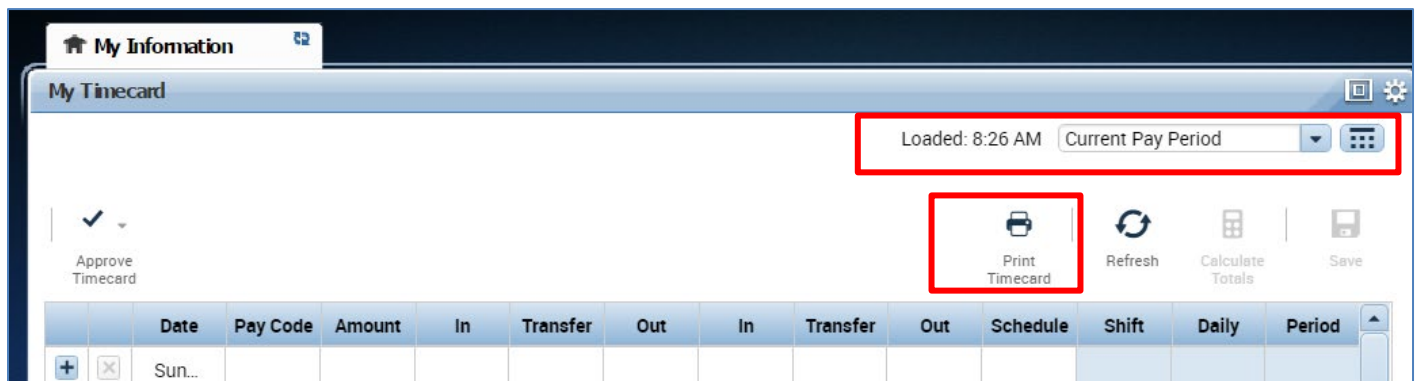 My Information
My Timecard
Loaded: 8:26 AM Current Pay Period
Approve Timecard
Print Timecard
Refresh
Calculate Totals
Save
Date Pay Code Amount In Transfer Out In Transfer Out Schedule Shift Daily Period
Sun...